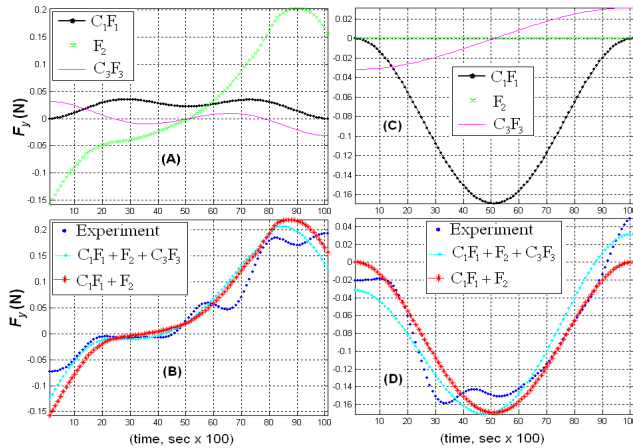 C₁F₁
F₂
C₃F₃
F_y (N)
(A)
0.2
0.15
0.1
0.05
0
-0.05
-0.1
-0.15
10 20 30 40 50 60 70 80 90 100
C₁F₁
F₂
C₃F₃
(C)
0.02
0
-0.02
-0.04
-0.06
-0.08
-0.1
-0.12
-0.14
-0.16
10 20 30 40 50 60 70 80 90 100
Experiment
C₁F₁ + F₂ + C₃F₃
C₁F₁ + F₂
F_y (N)
(B)
0.2
0.15
0.1
0.05
0
-0.05
-0.1
0.15
10 20 30 40 50 60 70 80 90 100
(time, sec x 100)
Experiment
C₁F₁ + F₂ + C₃F₃
C₁F₁ + F₂
(D)
0.04
0.02
0
-0.02
-0.04
-0.06
-0.08
-0.1
-0.12
-0.14
-0.16
10 20 30 40 50 60 70 80 90 100
(time, sec x 100)